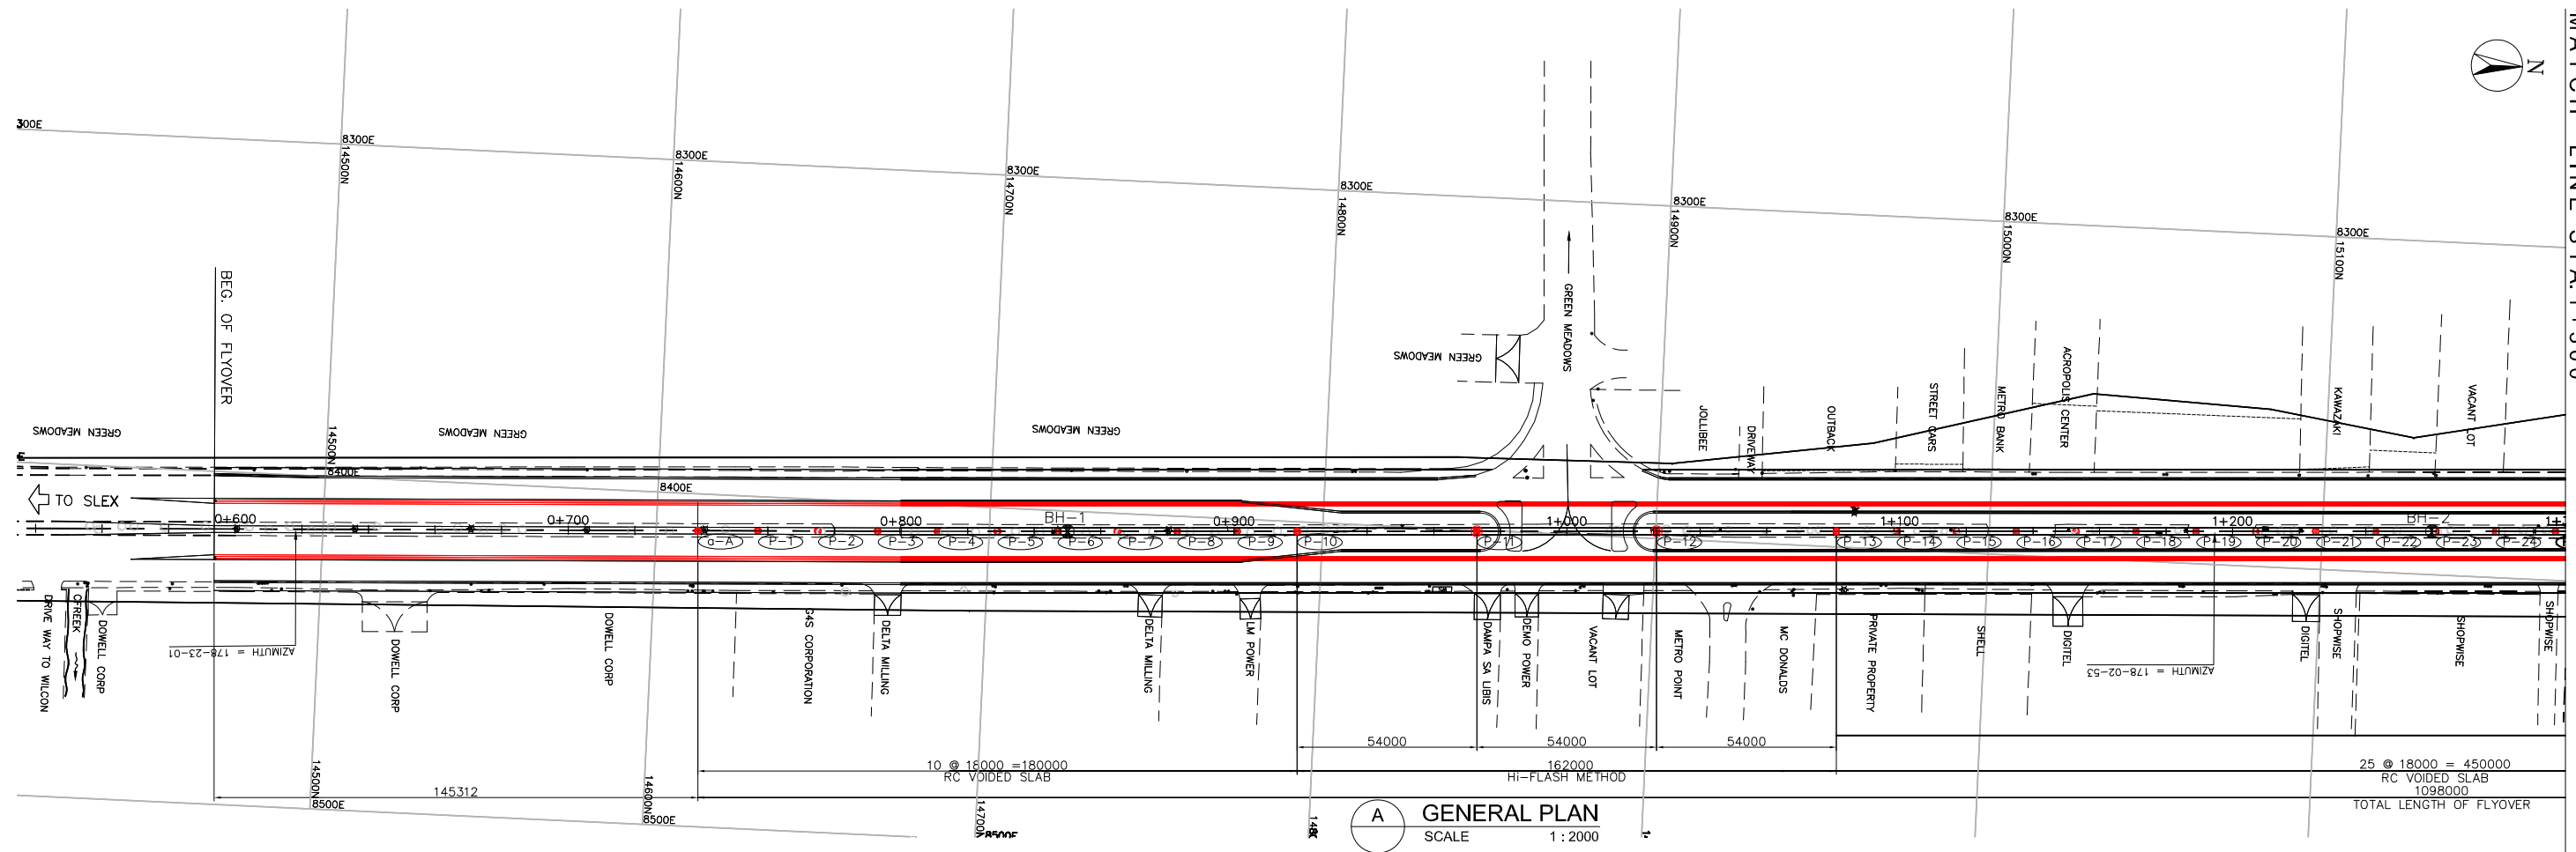 MATCH LINE STA. 1+300
N
300E
8300E
14500N
8300E
14600N
8300E
14700N
8300E
14800N
8300E
14900N
8300E
15000N
8300E
15100N
BEG. OF FLYOVER
GREEN MEADOWS
GREEN MEADOWS
GREEN MEADOWS
GREEN MEADOWS
GREEN MEADOWS
JOLLIBEE
DRIVEWAY
OUTBACK
STREET CARS
METRO BANK
ACROPOLIS CENTER
KAWAZAKI
VACANT LOT
14500N
8400E
8400E
TO SLEX
0+600
0+700
0+800
BH-1
0+900
1+000
1+100
1+200
BH-2
a-A
P-1
P-2
P-3
P-4
P-5
P-6
P-7
P-8
P-9
P-10
P-11
P-12
P-13
P-14
P-15
P-16
P-17
P-18
P-19
P-20
P-21
P-22
P-23
P-24
DRIVE WAY TO WILCON
CFREEK
DOWELL CORP
AZIMUTH = 178-23-01
DOWELL CORP
DOWELL CORP
G4S CORPORATION
DELTA MILLING
DELTA MILLING
LM POWER
DAMPA SA LIBIS
DEMO POWER
VACANT LOT
METRO POINT
MC DONALDS
PRIVATE PROPERTY
SHELL
DIGITEL
AZIMUTH = 178-02-53
DIGITEL
SHOPWISE
SHOPWISE
SHOPWISE
54000
54000
54000
10 @ 18000 =180000
RC VOIDED SLAB
162000
Hi-FLASH METHOD
25 @ 18000 = 450000
RC VOIDED SLAB
145312
1098000
TOTAL LENGTH OF FLYOVER
14500N
8500E
14600N
8500E
14700N
8500E
A
GENERAL PLAN
SCALE 1 : 2000